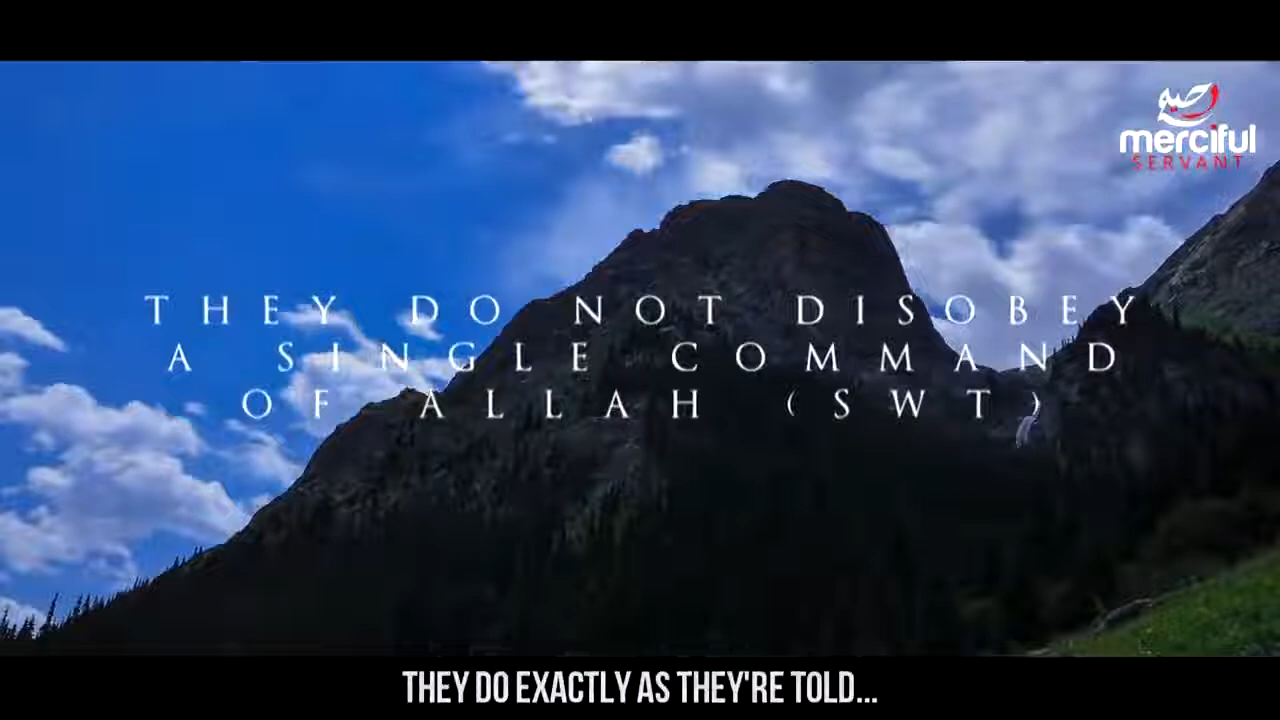 merciful
SERVANT
THEY DO NOT DISOBEY
A SINGLE COMMAND
OF ALLAH (SWT)
THEY DO EXACTLY AS THEY'RE TOLD...